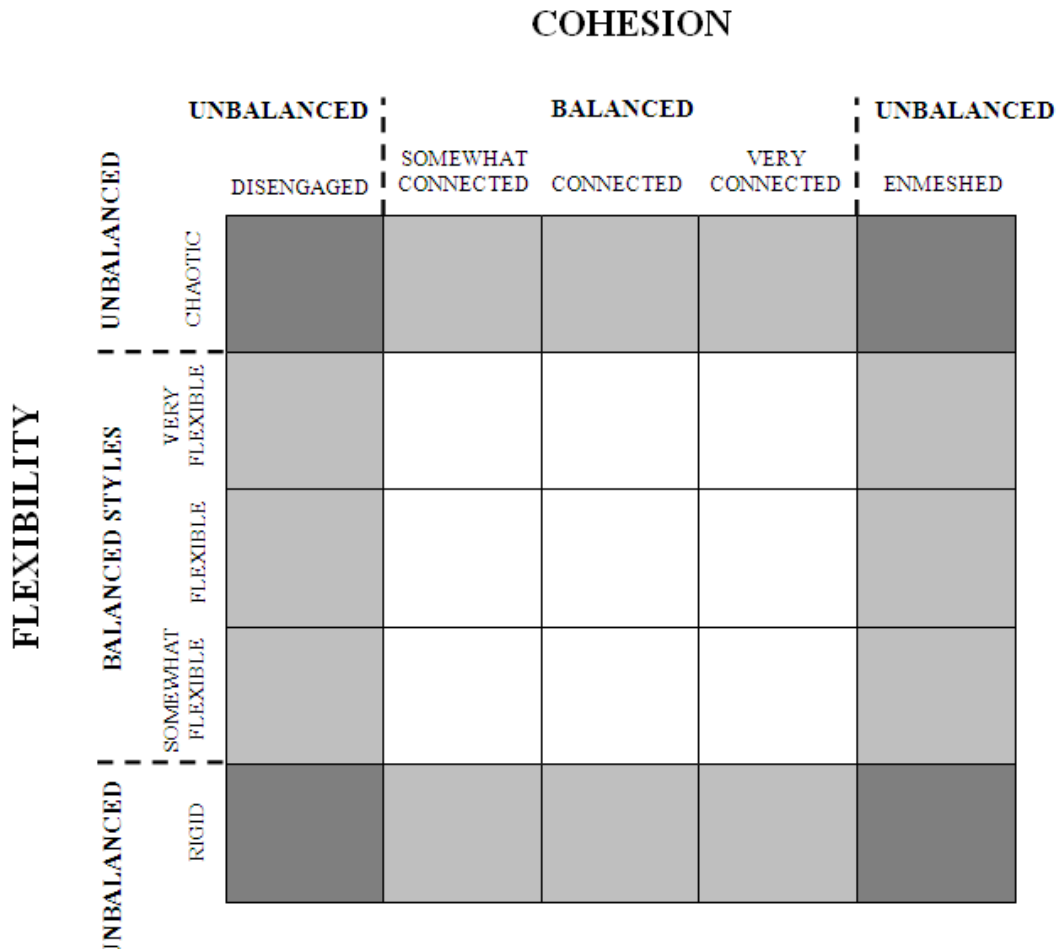 COHESION
UNBALANCED
BALANCED
UNBALANCED
DISENGAGED
SOMEWHAT
CONNECTED
CONNECTED
VERY
CONNECTED
ENMESHED
FLEXIBILITY
UNBALANCED
BALANCED STYLES
UNBALANCED
CHAOTIC
VERY
FLEXIBLE
FLEXIBLE
SOMEWHAT
FLEXIBLE
RIGID